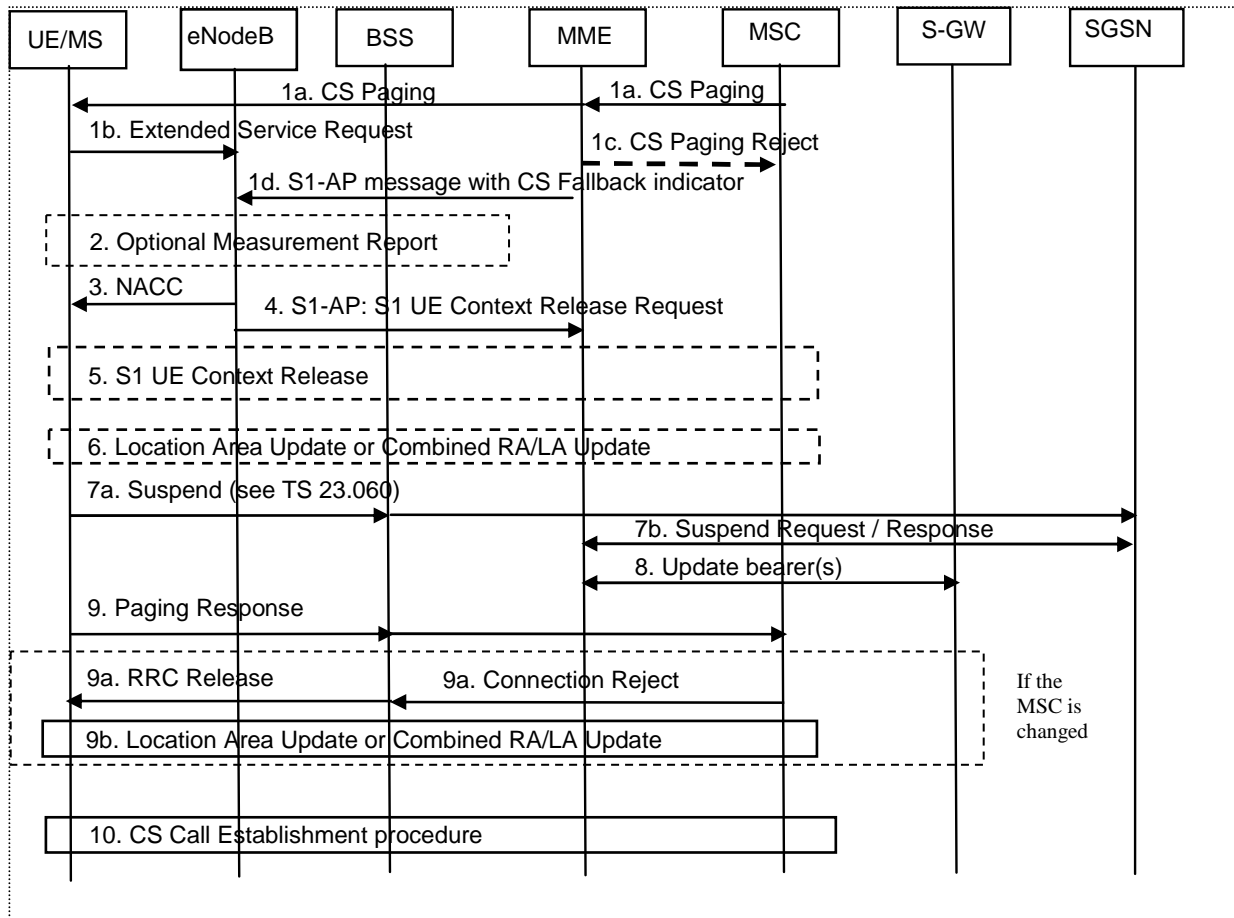 UE/MS
eNodeB
BSS
MME
MSC
S-GW
SGSN
1a. CS Paging
1a. CS Paging
1b. Extended Service Request
1c. CS Paging Reject
1d. S1-AP message with CS Fallback indicator
2. Optional Measurement Report
3. NACC
4. S1-AP: S1 UE Context Release Request
5. S1 UE Context Release
6. Location Area Update or Combined RA/LA Update
7a. Suspend (see TS 23.060)
7b. Suspend Request / Response
8. Update bearer(s)
9. Paging Response
9a. RRC Release
9a. Connection Reject
If the
MSC is
changed
9b. Location Area Update or Combined RA/LA Update
10. CS Call Establishment procedure